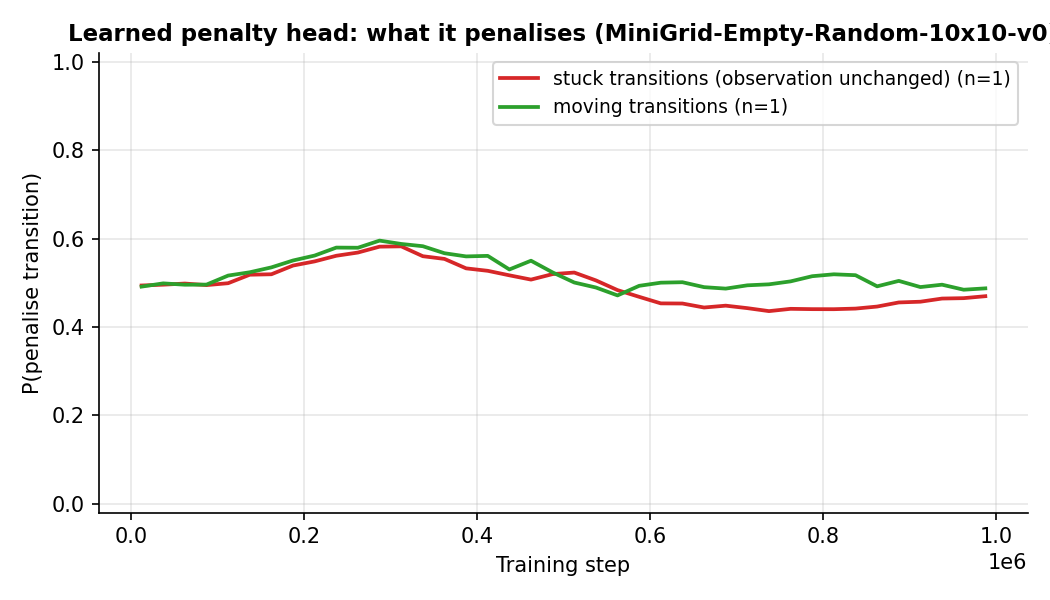 Learned penalty head: what it penalises (MiniGrid-Empty-Random-10x10-v0)
1.0
stuck transitions (observation unchanged) (n=1)
moving transitions (n=1)
0.8
0.6
0.4
0.2
0.0
P(penalise transition)
0.0 0.2 0.4 0.6 0.8 1.0
1e6
Training step